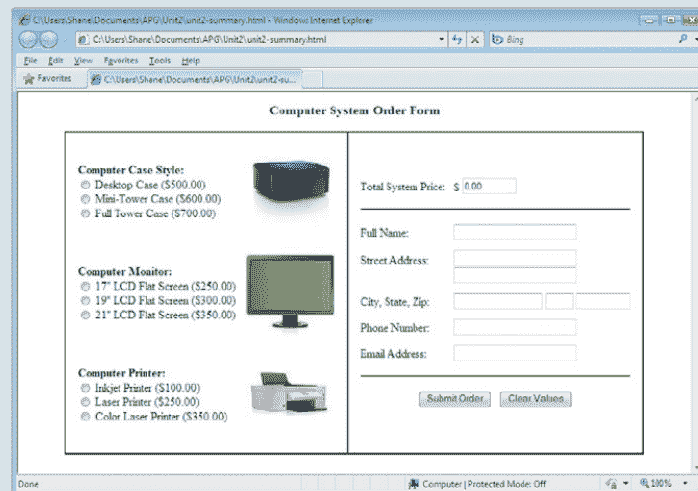 C:\Users\Shane\Documents\APG\Unit2\unit2-summary.html - Windows Internet Explorer
C:\Users\Shane\Documents\APG\Unit2\unit2-summary.html
Bing
File Edit View Favorites Tools Help
Favorites
C:\Users\Shane\Documents\APG\Unit2\unit2-su...
Computer System Order Form
Computer Case Style:
Desktop Case ($500.00)
Mini-Tower Case ($600.00)
Full Tower Case ($700.00)
Computer Monitor:
17" LCD Flat Screen ($250.00)
19" LCD Flat Screen ($300.00)
21" LCD Flat Screen ($350.00)
Computer Printer:
Inkjet Printer ($100.00)
Laser Printer ($250.00)
Color Laser Printer ($350.00)
Total System Price: $ 0.00
Full Name:
Street Address:
City, State, Zip:
Phone Number:
Email Address:
Submit Order Clear Values
Done Computer | Protected Mode: Off 100%